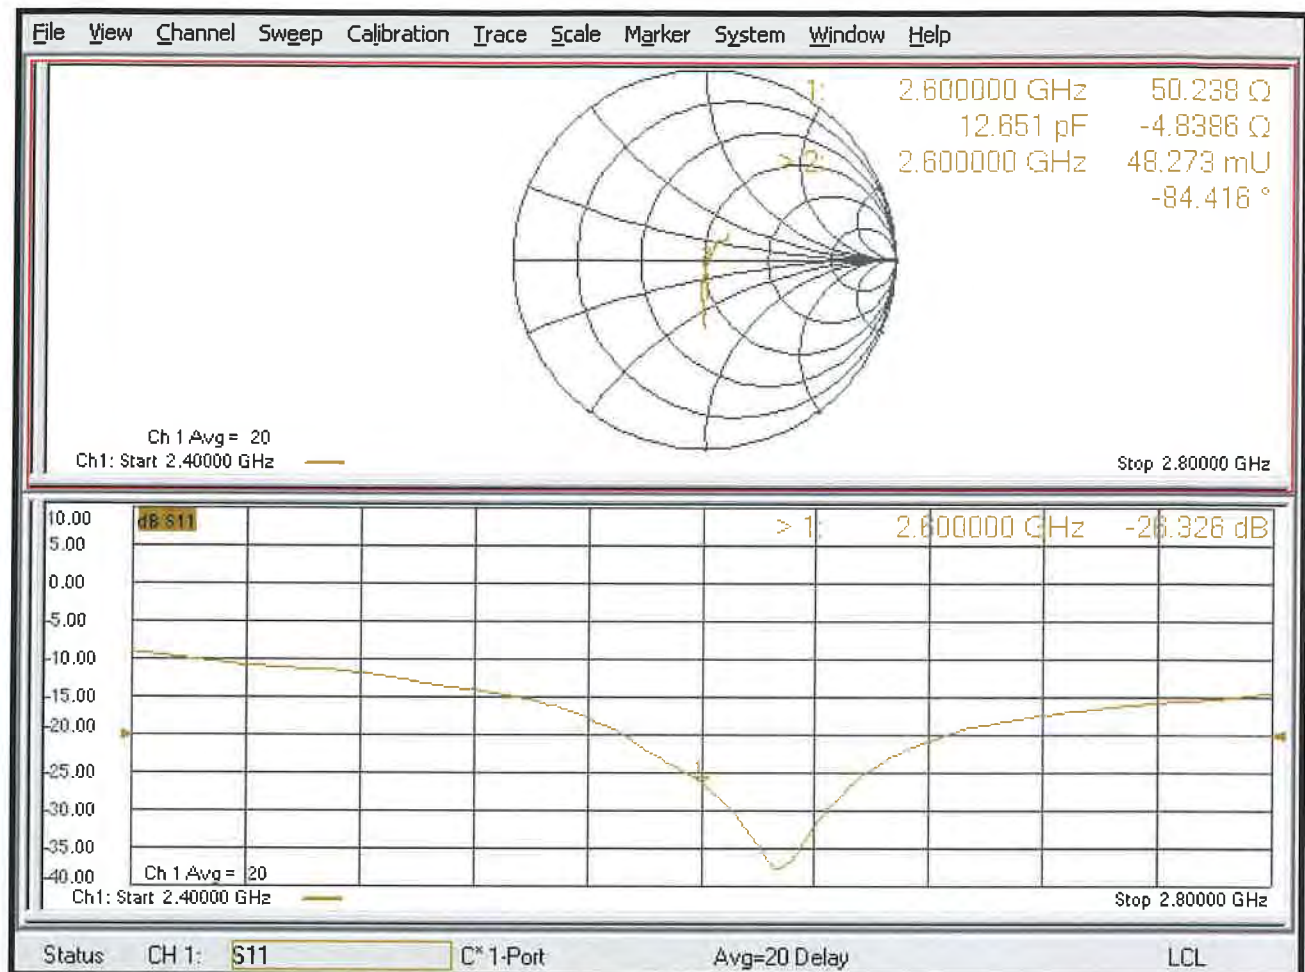 File View Channel Sweep Calibration Trace Scale Marker System Window Help
1: 2.600000 GHz 50.238 Ω
12.651 pF -4.8386 Ω
> 2: 2.600000 GHz 48.273 mU
-84.416 °
Ch 1 Avg = 20
Ch1: Start 2.40000 GHz
Stop 2.80000 GHz
10.00
dB S11
> 1: 2.600000 GHz -26.326 dB
5.00
0.00
-5.00
-10.00
-15.00
-20.00
-25.00
-30.00
-35.00
-40.00
1
Ch 1 Avg = 20
Ch1: Start 2.40000 GHz
Stop 2.80000 GHz
Status CH 1: S11 C* 1-Port Avg=20 Delay LCL